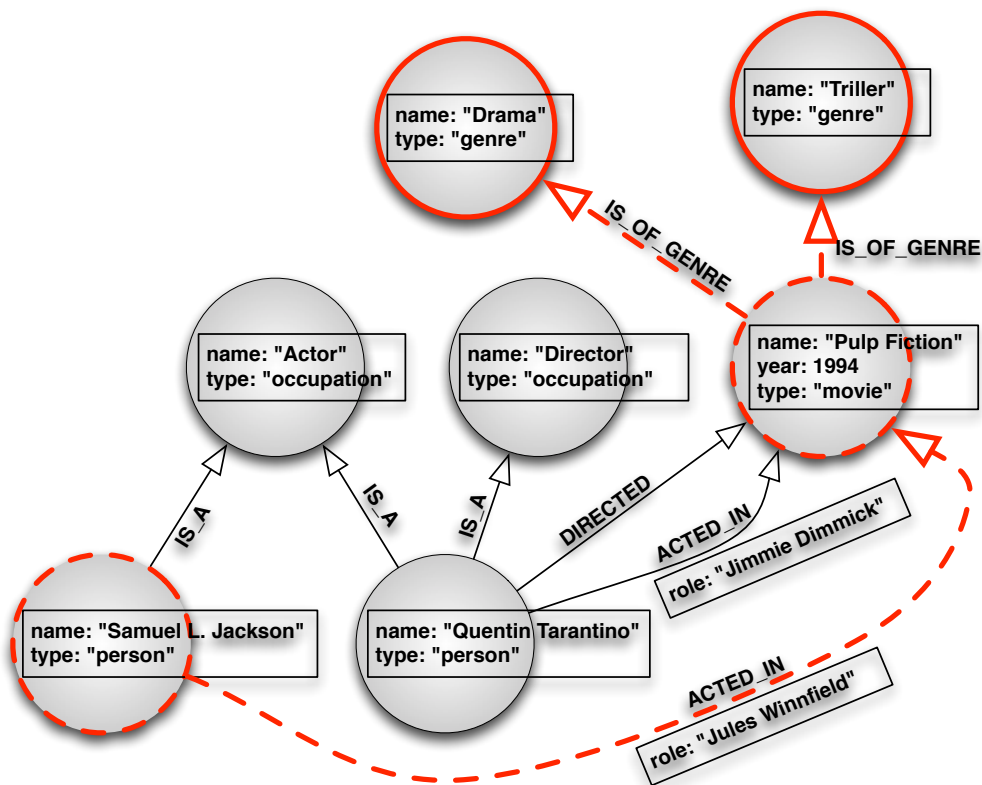 name: "Drama"
type: "genre"
name: "Triller"
type: "genre"
IS_OF_GENRE
IS_OF_GENRE
name: "Actor"
type: "occupation"
name: "Director"
type: "occupation"
name: "Pulp Fiction"
year: 1994
type: "movie"
IS_A
IS_A
IS_A
DIRECTED
ACTED_IN
role: "Jimmie Dimmick"
name: "Samuel L. Jackson"
type: "person"
name: "Quentin Tarantino"
type: "person"
ACTED_IN
role: "Jules Winnfield"